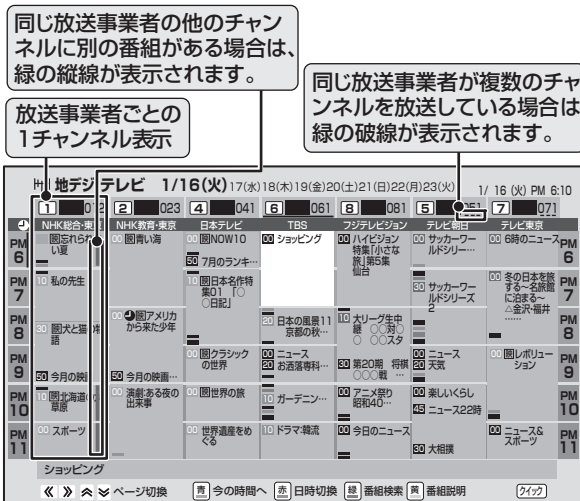 同じ放送事業者の他のチャン
ネルに別の番組がある場合は、
緑の縦線が表示されます。
同じ放送事業者が複数のチャ
ンネルを放送している場合は
緑の破線が表示されます。
放送事業者ごとの
1チャンネル表示
地デジ テレビ 1/16(火) 17(水)18(木)19(金)20(土)21(日)22(月)23(火) 1/ 16 (火) PM 6:10
1 2 023 4 041 6 061 8 081 5 7 071
NHK総合・東京 NHK教育・東京 日本テレビ TBS フジテレビジョン テレビ朝日 テレビ東京
PM 6 PM 6
い夏
00 青い海
00 NOW10
50 7月のランキ…
00 ショッピング
00 ハイビジョン
特集「小さな
旅」第5集
仙台
00 サッカーワー
ルドシリー…
00 6時のニュース
PM 7 PM 7
10 私の先生
10 日本名作特
集01 「○
○日記」
30 サッカーワー
ルドシリーズ
2
00 冬の日本を旅
する～名旅館
に泊まる～
△金沢・福井
……
PM 8 PM 8
30 犬と猫の
語
00 アメリカ
から来た少年
20 日本の風景11
京都の秋…
10 大リーグ生中
継 ○○対○
○ ○○スタ
PM 9 PM 9
50 今月の映
50 今月の映画…
00 クラシック
の世界
00 ニュース
20 お洒落専科…
30 第20期 将棋
○○○戦 …
00 ニュース
20 天気
00 レボリュー
ション
PM 10 PM 10
10 北海道の
草原
00 演劇:ある夜の
出来事
00 世界の旅
10 ガーデニン…
00 アニメ祭り
昭和40…
00 楽しいくらし
45 ニュース22時
PM 11 PM 11
00 スポーツ
00 世界遺産をめ
ぐる
10 ドラマ:韓流
00 今日のニュース
30 大相撲
00 ニュース&
スポーツ
ショッピング
ページ切換 青 今の時間へ 赤 日時切換 緑 番組検索 黄 番組説明 クイック